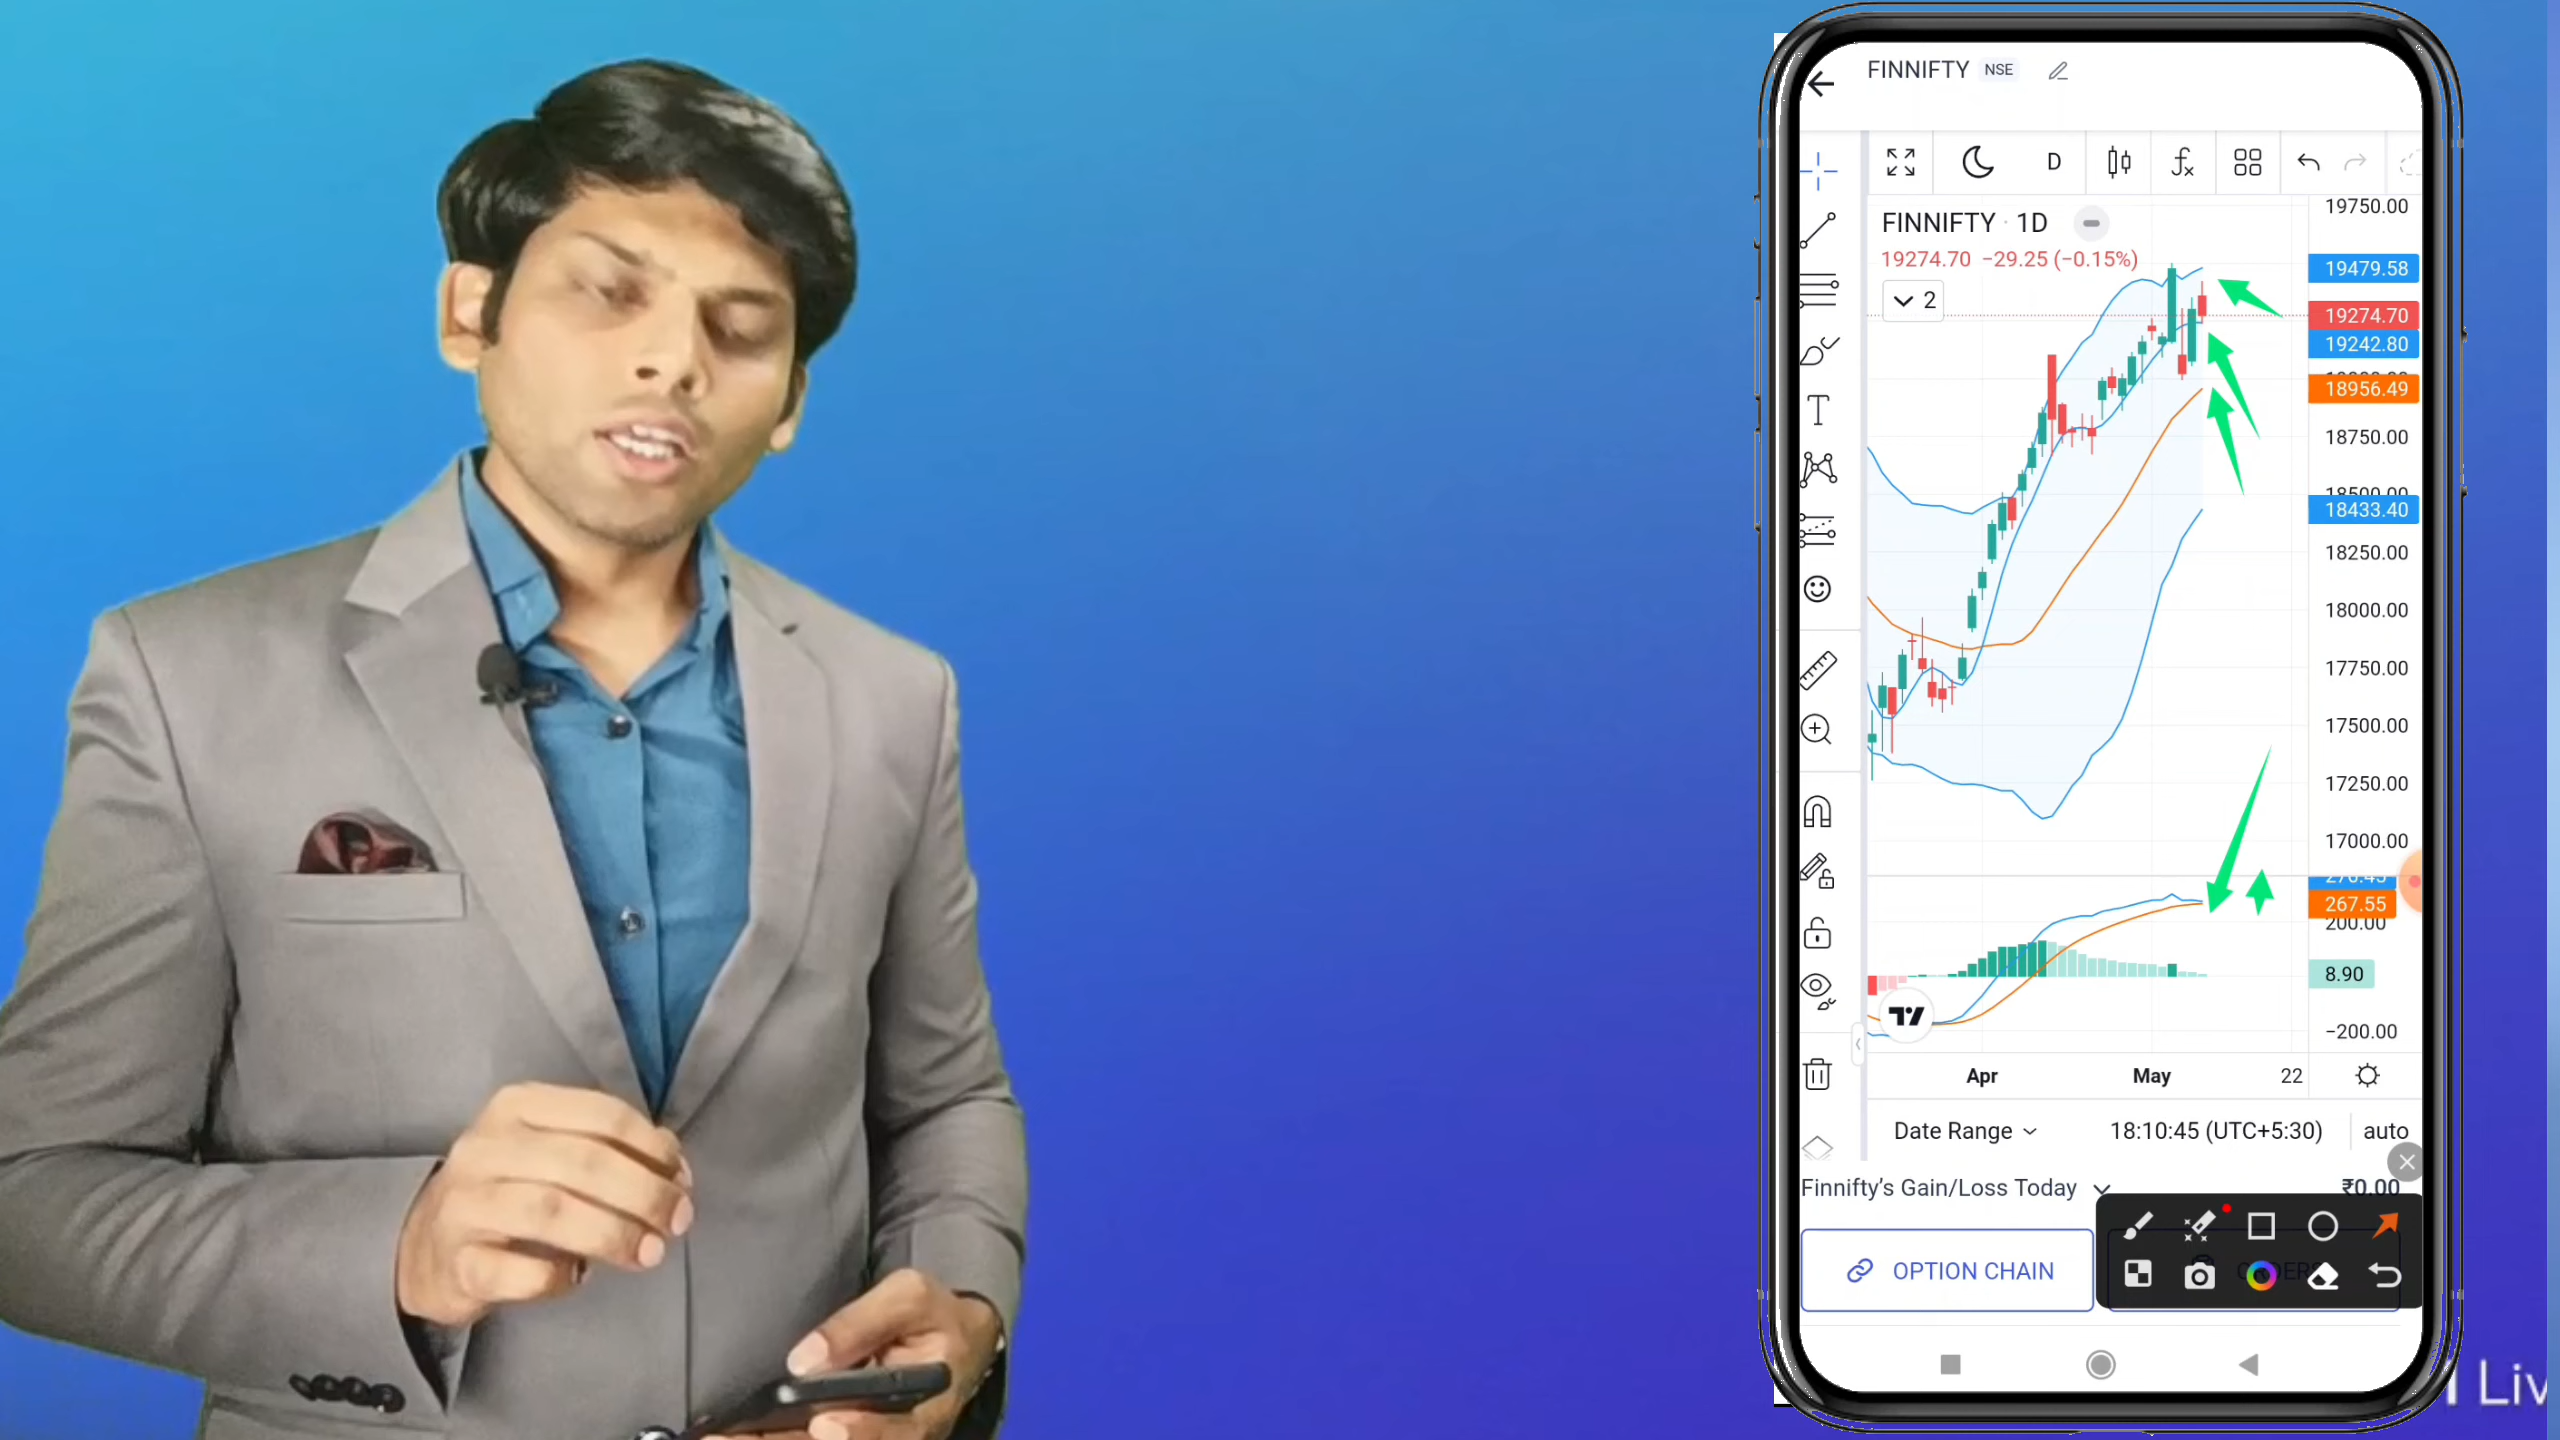 FINNIFTY NSE
D
FINNIFTY · 1D
19274.70 −29.25 (−0.15%)
2
19750.00
19479.58
19274.70
19242.80
18956.49
18750.00
18433.40
18250.00
18000.00
17750.00
17500.00
17250.00
17000.00
267.55
200.00
8.90
−200.00
Apr May 22
Date Range 18:10:45 (UTC+5:30) auto
Finnifty’s Gain/Loss Today ₹0.00
OPTION CHAIN
Liv